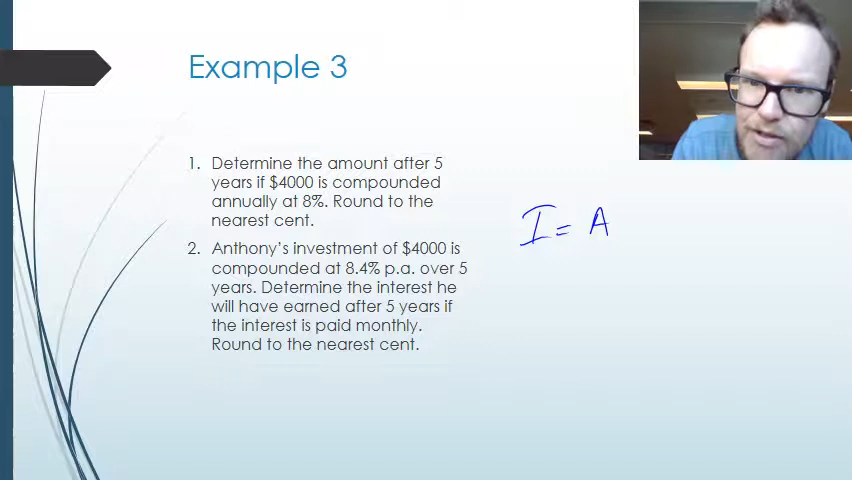 Example 3
1. Determine the amount after 5
years if $4000 is compounded
annually at 8%. Round to the
nearest cent.
2. Anthony's investment of $4000 is
compounded at 8.4% p.a. over 5
years. Determine the interest he
will have earned after 5 years if
the interest is paid monthly.
Round to the nearest cent.
I = A